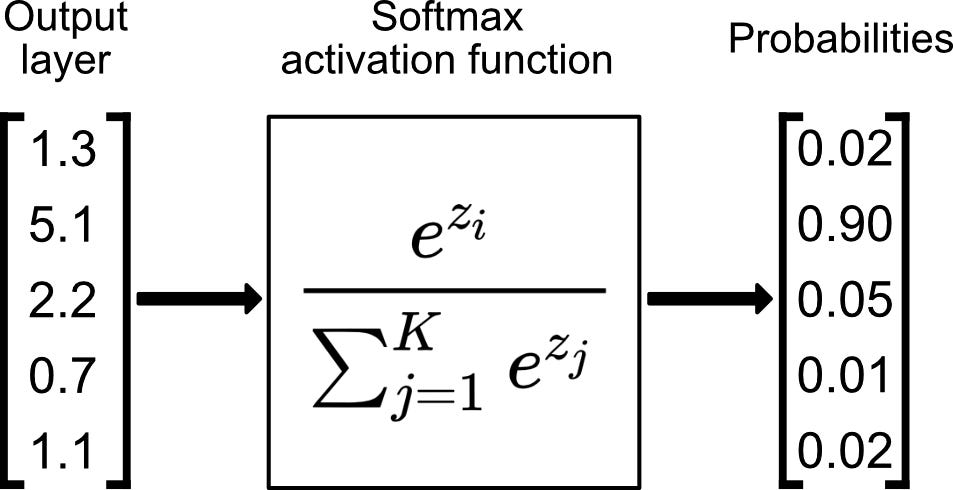 Output
layer
Softmax
activation function
Probabilities
1.3
5.1
2.2
0.7
1.1
e^{z_i}
∑_{j=1}^{K} e^{z_j}
0.02
0.90
0.05
0.01
0.02